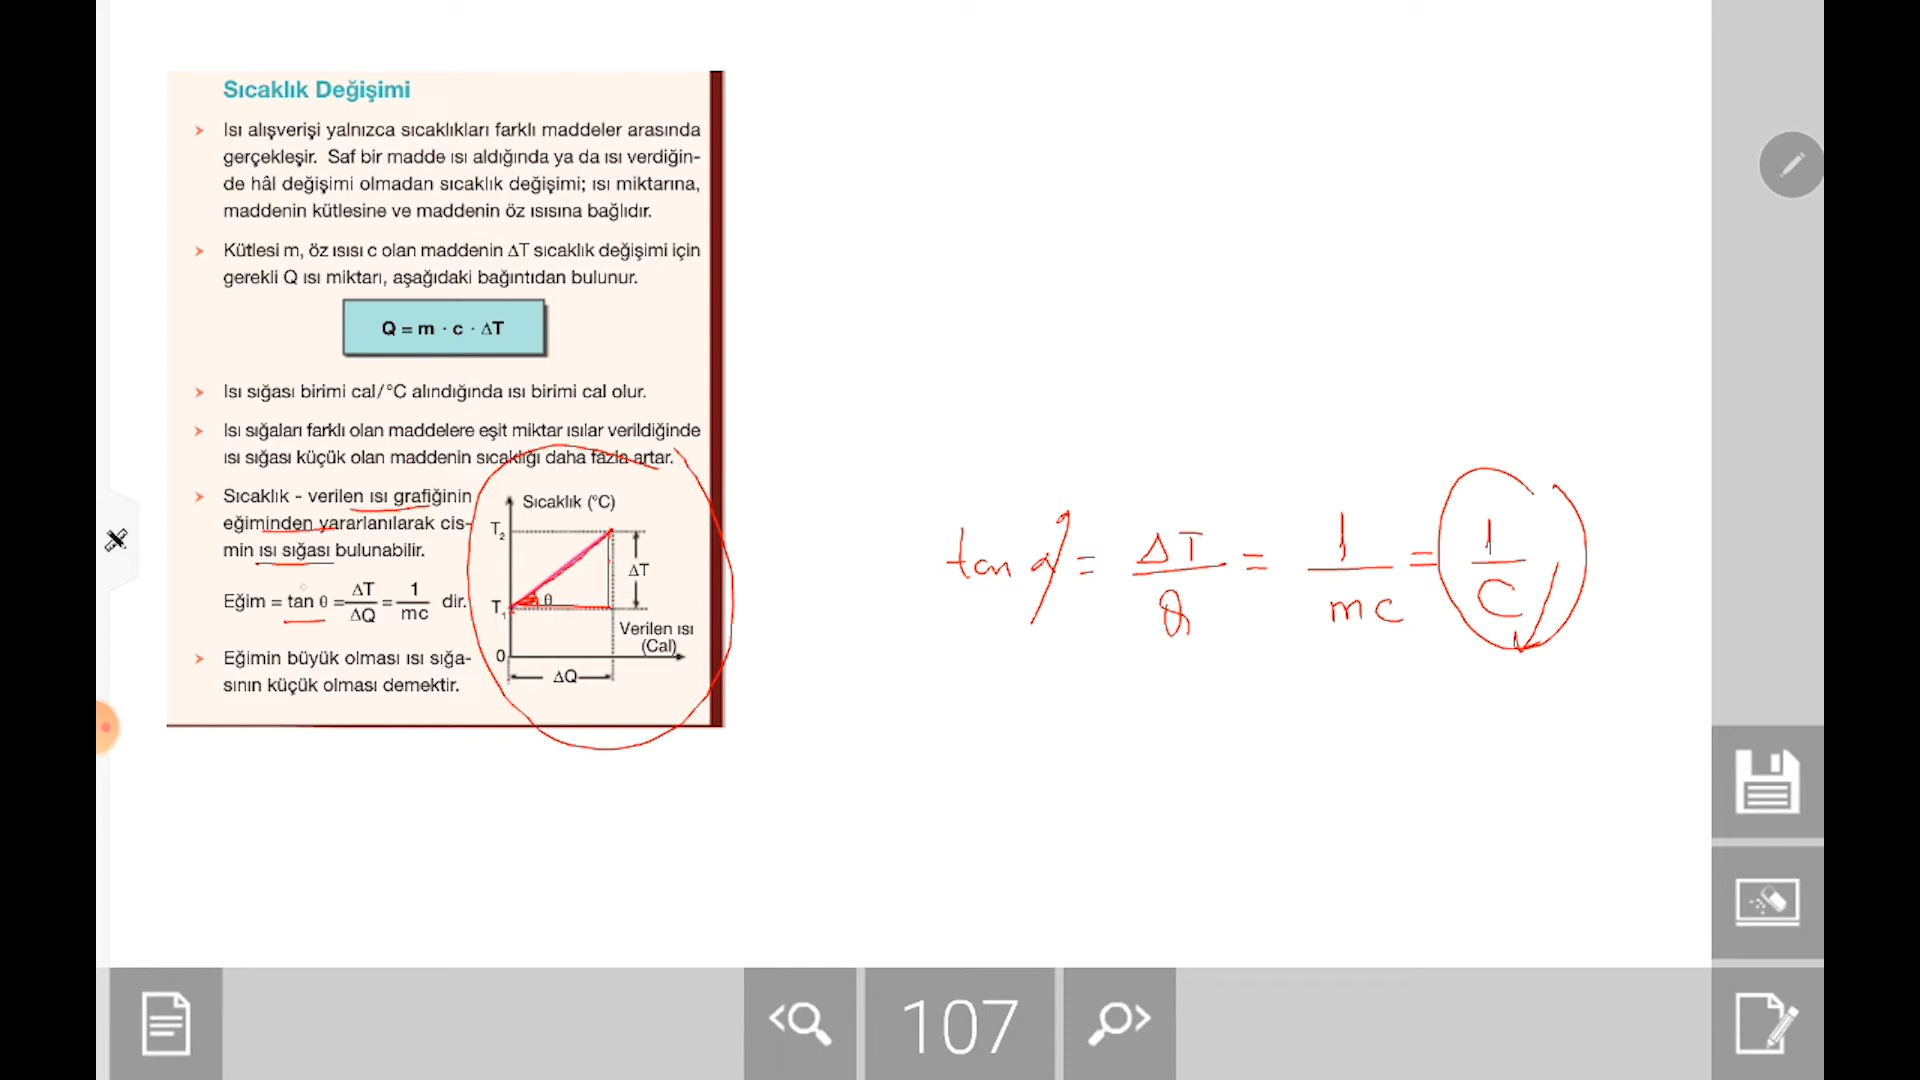 Sıcaklık Değişimi
➤ Isı alışverişi yalnızca sıcaklıkları farklı maddeler arasında
gerçekleşir. Saf bir madde ısı aldığında ya da ısı verdiğin-
de hâl değişimi olmadan sıcaklık değişimi; ısı miktarına,
maddenin kütlesine ve maddenin öz ısısına bağlıdır.
➤ Kütlesi m, öz ısısı c olan maddenin ΔT sıcaklık değişimi için
gerekli Q ısı miktarı, aşağıdaki bağıntıdan bulunur.
Q = m · c · ΔT
➤ Isı sığası birimi cal/°C alındığında ısı birimi cal olur.
➤ Isı sığaları farklı olan maddelere eşit miktar ısılar verildiğinde
ısı sığası küçük olan maddenin sıcaklığı daha fazla artar.
➤ Sıcaklık - verilen ısı grafiğinin
eğiminden yararlanılarak cis-
min ısı sığası bulunabilir.
Eğim = tan θ = ΔT/ΔQ = 1/mc dir.
➤ Eğimin büyük olması ısı sığa-
sının küçük olması demektir.
Sıcaklık (°C)
T₂
ΔT
T₁
θ
Verilen ısı
(Cal)
0
ΔQ
tan α = ΔT/Q = 1/mc = 1/C
107